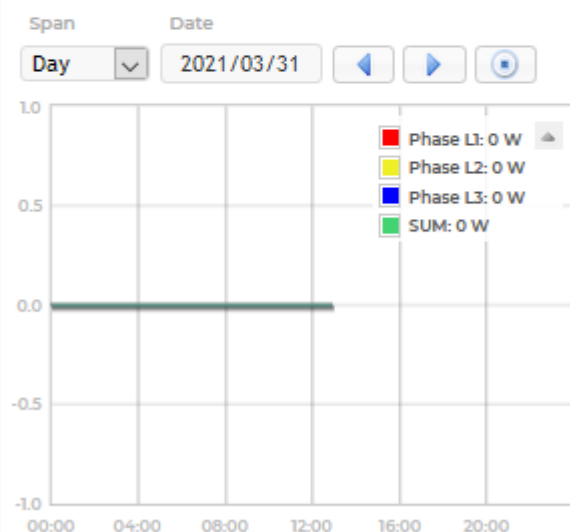 Span Date
Day 2021/03/31
1.0
Phase L1: 0 W
Phase L2: 0 W
0.5
Phase L3: 0 W
SUM: 0 W
0.0
-0.5
-1.0
00:00 04:00 08:00 12:00 16:00 20:00